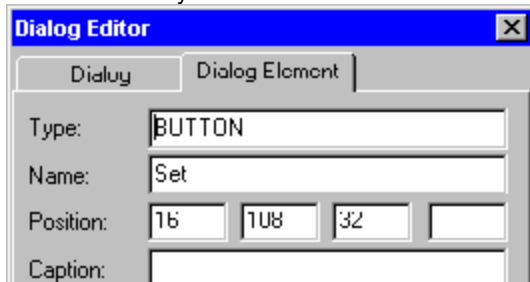 Dialog Editor
Dialog Dialog Element
Type: BUTTON
Name: Set
Position: 16 108 32
Caption: